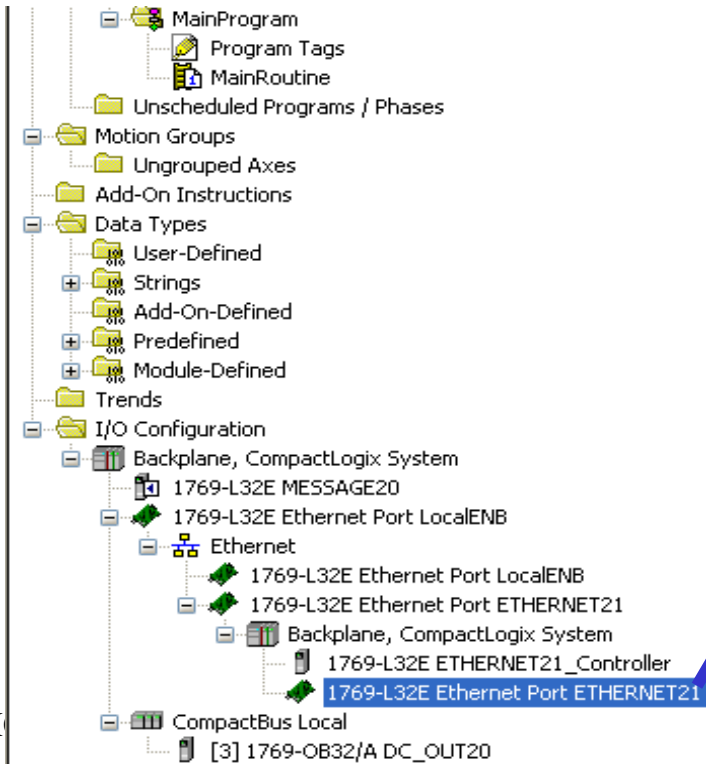 MainProgram
Program Tags
MainRoutine
Unscheduled Programs / Phases
Motion Groups
Ungrouped Axes
Add-On Instructions
Data Types
User-Defined
Strings
Add-On-Defined
Predefined
Module-Defined
Trends
I/O Configuration
Backplane, CompactLogix System
1769-L32E MESSAGE20
1769-L32E Ethernet Port LocalENB
Ethernet
1769-L32E Ethernet Port LocalENB
1769-L32E Ethernet Port ETHERNET21
Backplane, CompactLogix System
1769-L32E ETHERNET21_Controller
1769-L32E Ethernet Port ETHERNET21
CompactBus Local
[3] 1769-OB32/A DC_OUT20